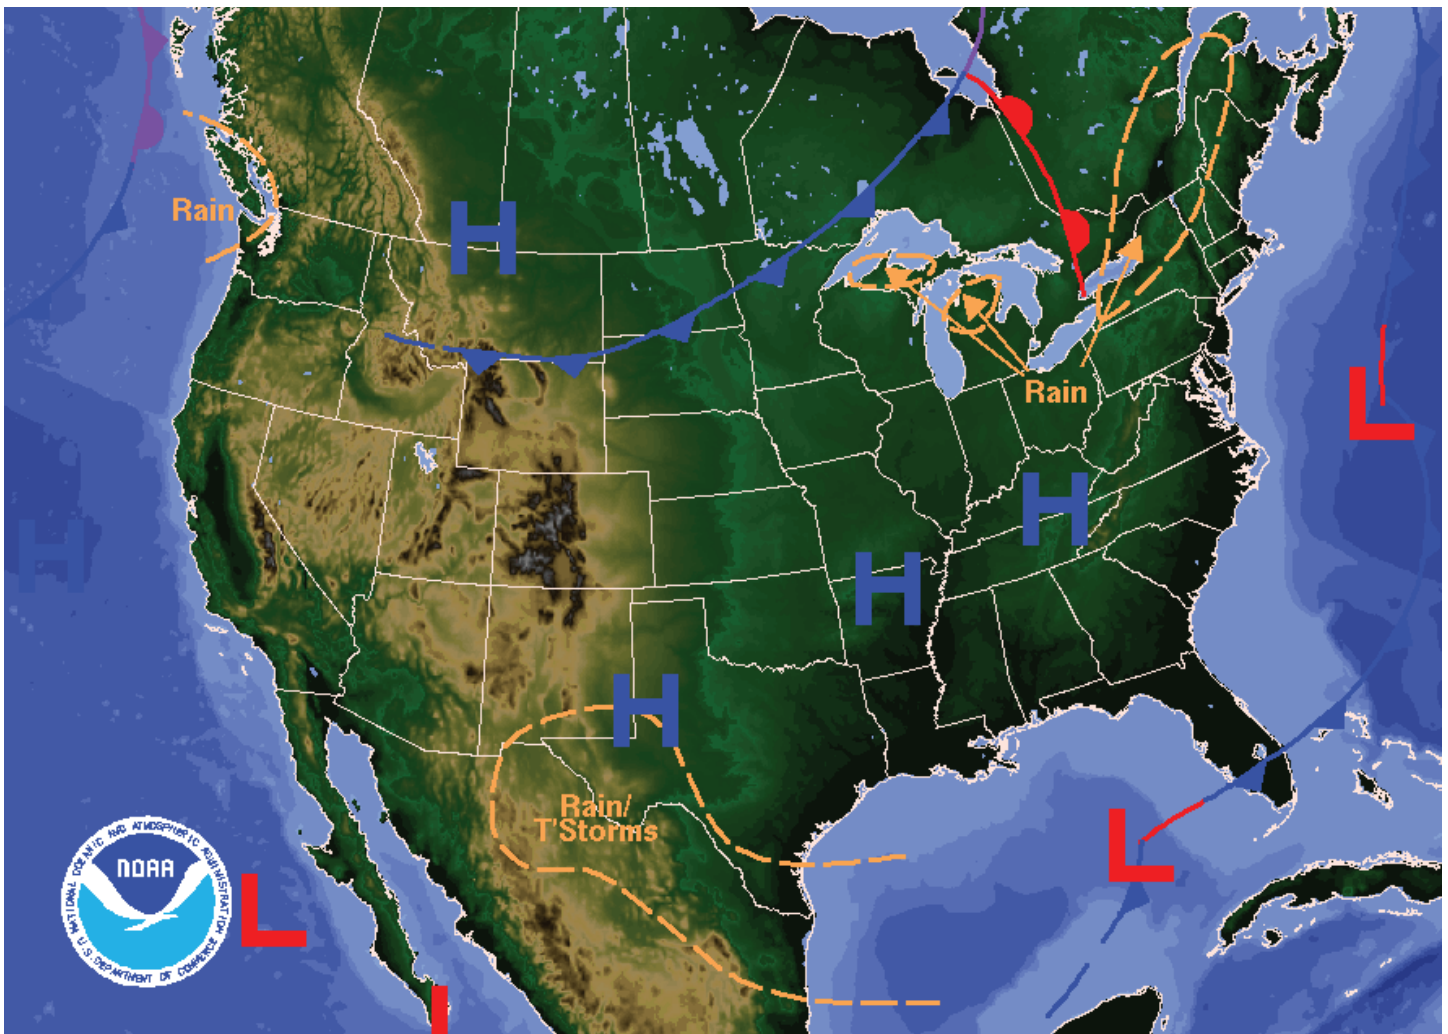 Rain
H
Rain
L
H
H
H
H
Rain/
T'Storms
L
NOAA
NATIONAL OCEANIC AND ATMOSPHERIC ADMINISTRATION
U.S. DEPARTMENT OF COMMERCE
L